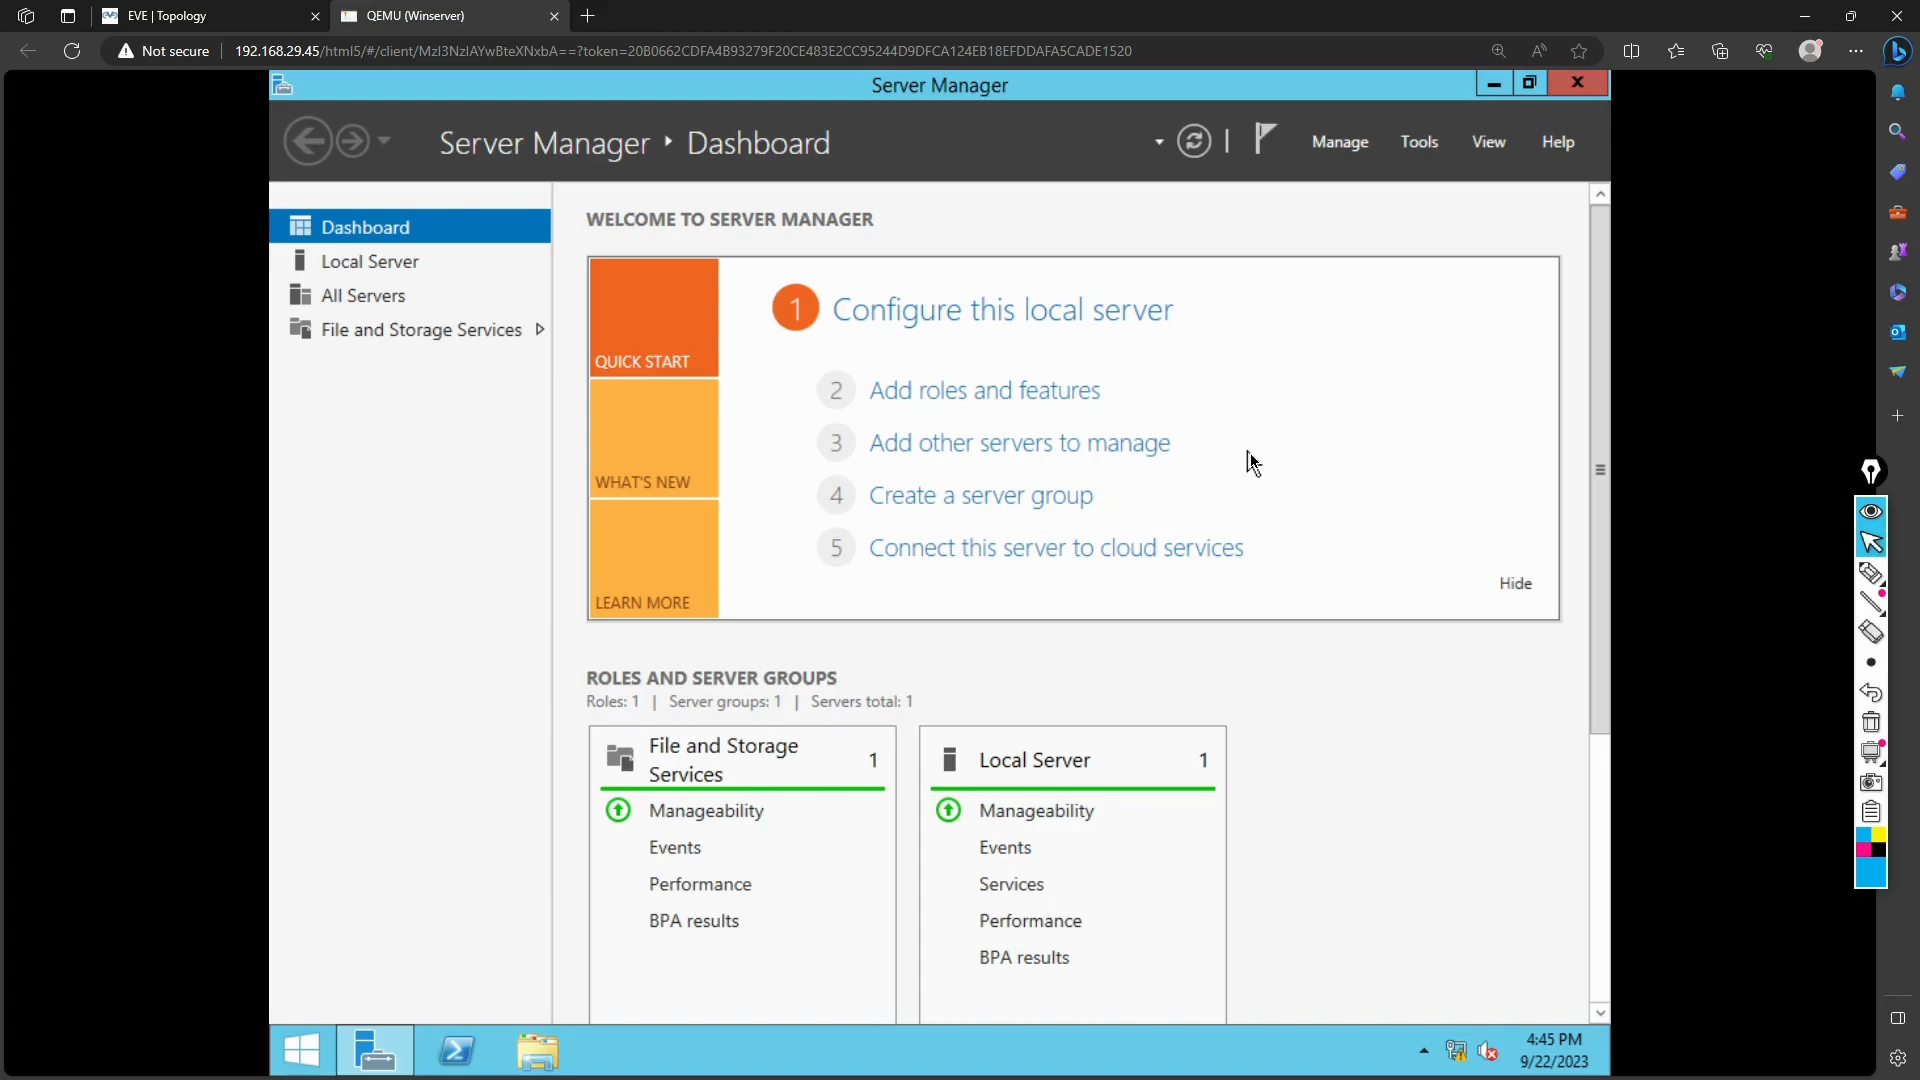 EVE | Topology
QEMU (Winserver)
Not secure
192.168.29.45/html5/#/client/MzI3NzIAYwBteXNxbA==?token=20B0662CDFA4B93279F20CE483E2CC95244D9DFCA124EB18EFDDAFA5CADE1520
Server Manager
Server Manager ‣ Dashboard
Manage
Tools
View
Help
Dashboard
Local Server
All Servers
File and Storage Services
WELCOME TO SERVER MANAGER
QUICK START
WHAT'S NEW
LEARN MORE
1 Configure this local server
2 Add roles and features
3 Add other servers to manage
4 Create a server group
5 Connect this server to cloud services
Hide
ROLES AND SERVER GROUPS
Roles: 1 | Server groups: 1 | Servers total: 1
File and Storage
Services
1
Manageability
Events
Performance
BPA results
Local Server
1
Manageability
Events
Services
Performance
BPA results
4:45 PM
9/22/2023